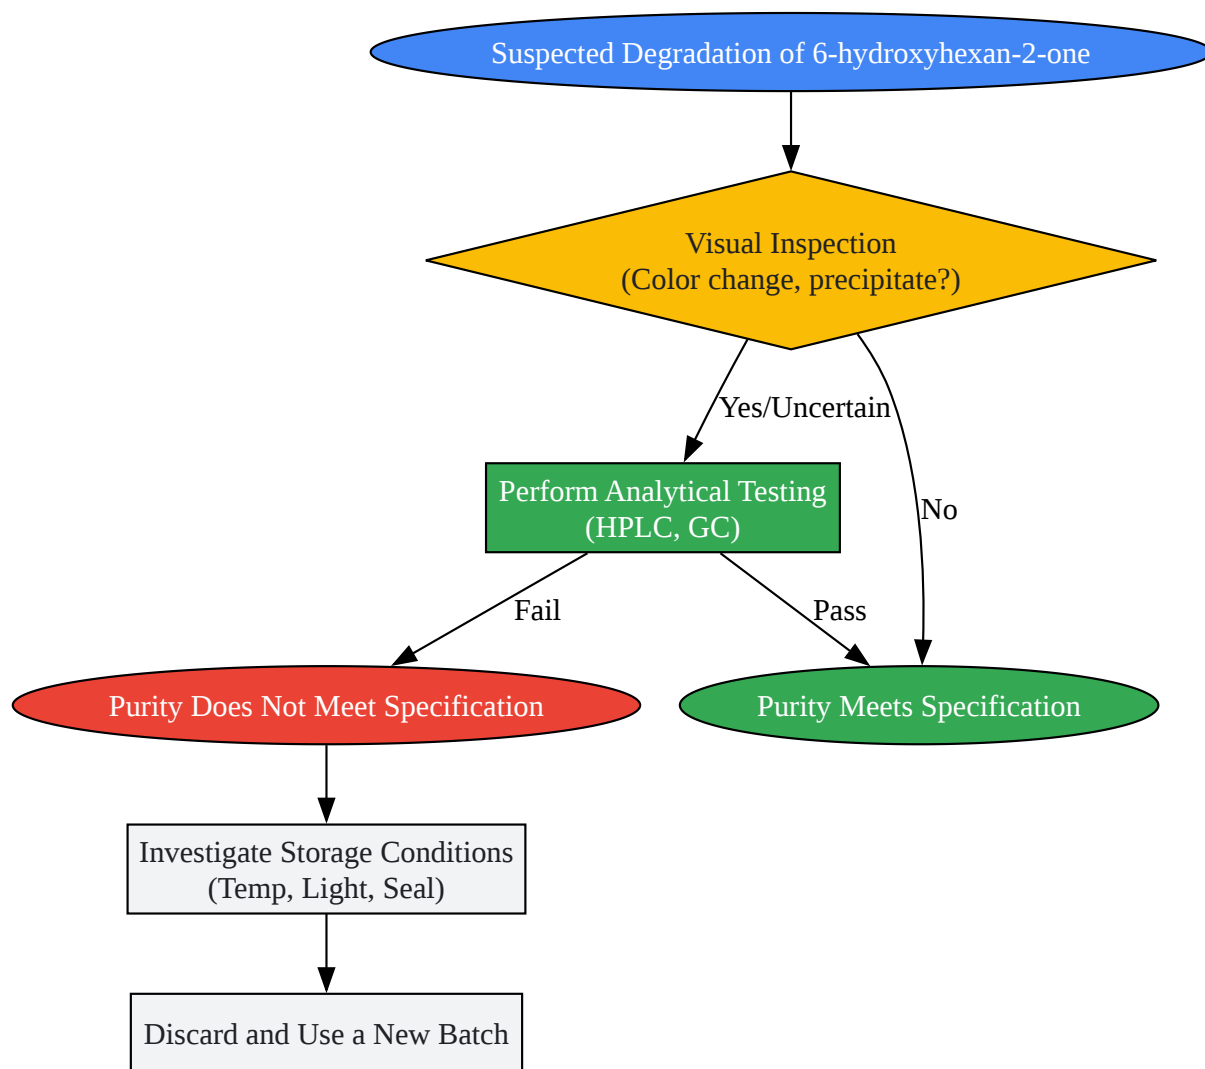 Suspected Degradation of 6-hydroxyhexan-2-one
Visual Inspection
(Color change, precipitate?)
Yes/Uncertain
Perform Analytical Testing
(HPLC, GC)
No
Fail
Pass
Purity Does Not Meet Specification
Purity Meets Specification
Investigate Storage Conditions
(Temp, Light, Seal)
Discard and Use a New Batch